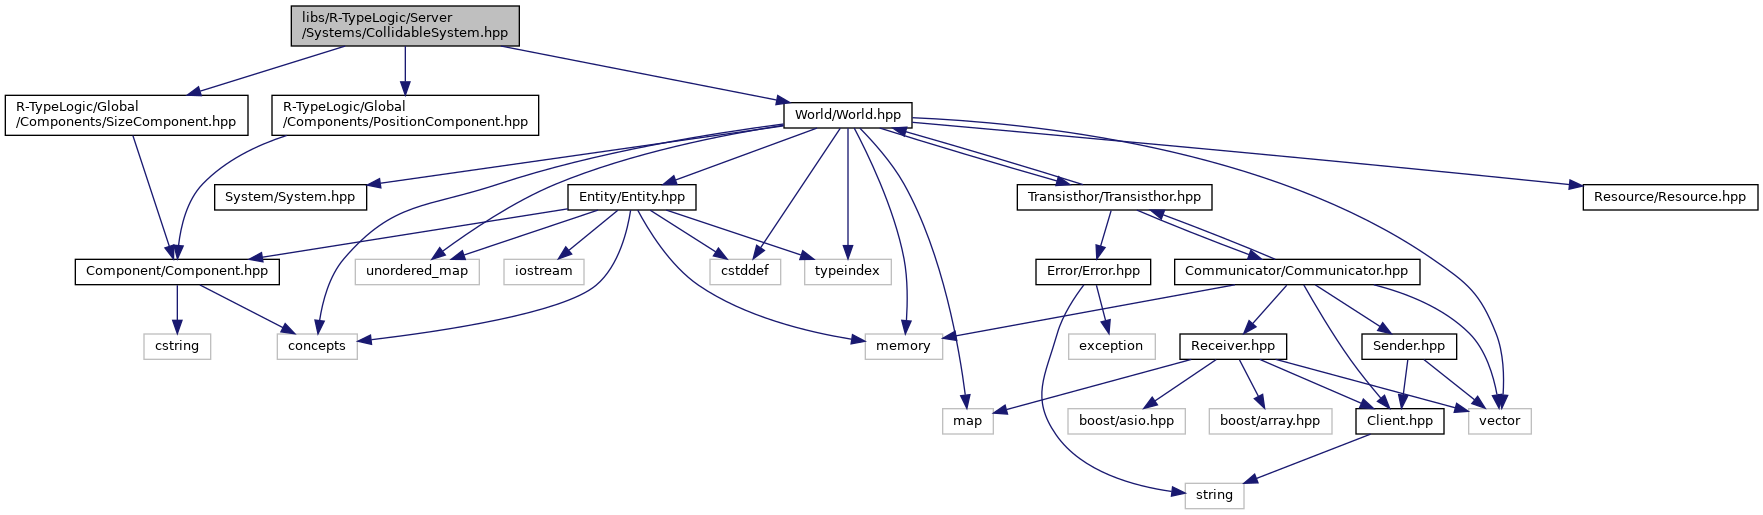 libs/R-TypeLogic/Server
/Systems/CollidableSystem.hpp
R-TypeLogic/Global
/Components/SizeComponent.hpp
R-TypeLogic/Global
/Components/PositionComponent.hpp
World/World.hpp
System/System.hpp
Entity/Entity.hpp
Transisthor/Transisthor.hpp
Resource/Resource.hpp
Component/Component.hpp
unordered_map
iostream
cstddef
typeindex
Error/Error.hpp
Communicator/Communicator.hpp
cstring
concepts
memory
exception
Receiver.hpp
Sender.hpp
map
boost/asio.hpp
boost/array.hpp
Client.hpp
vector
string